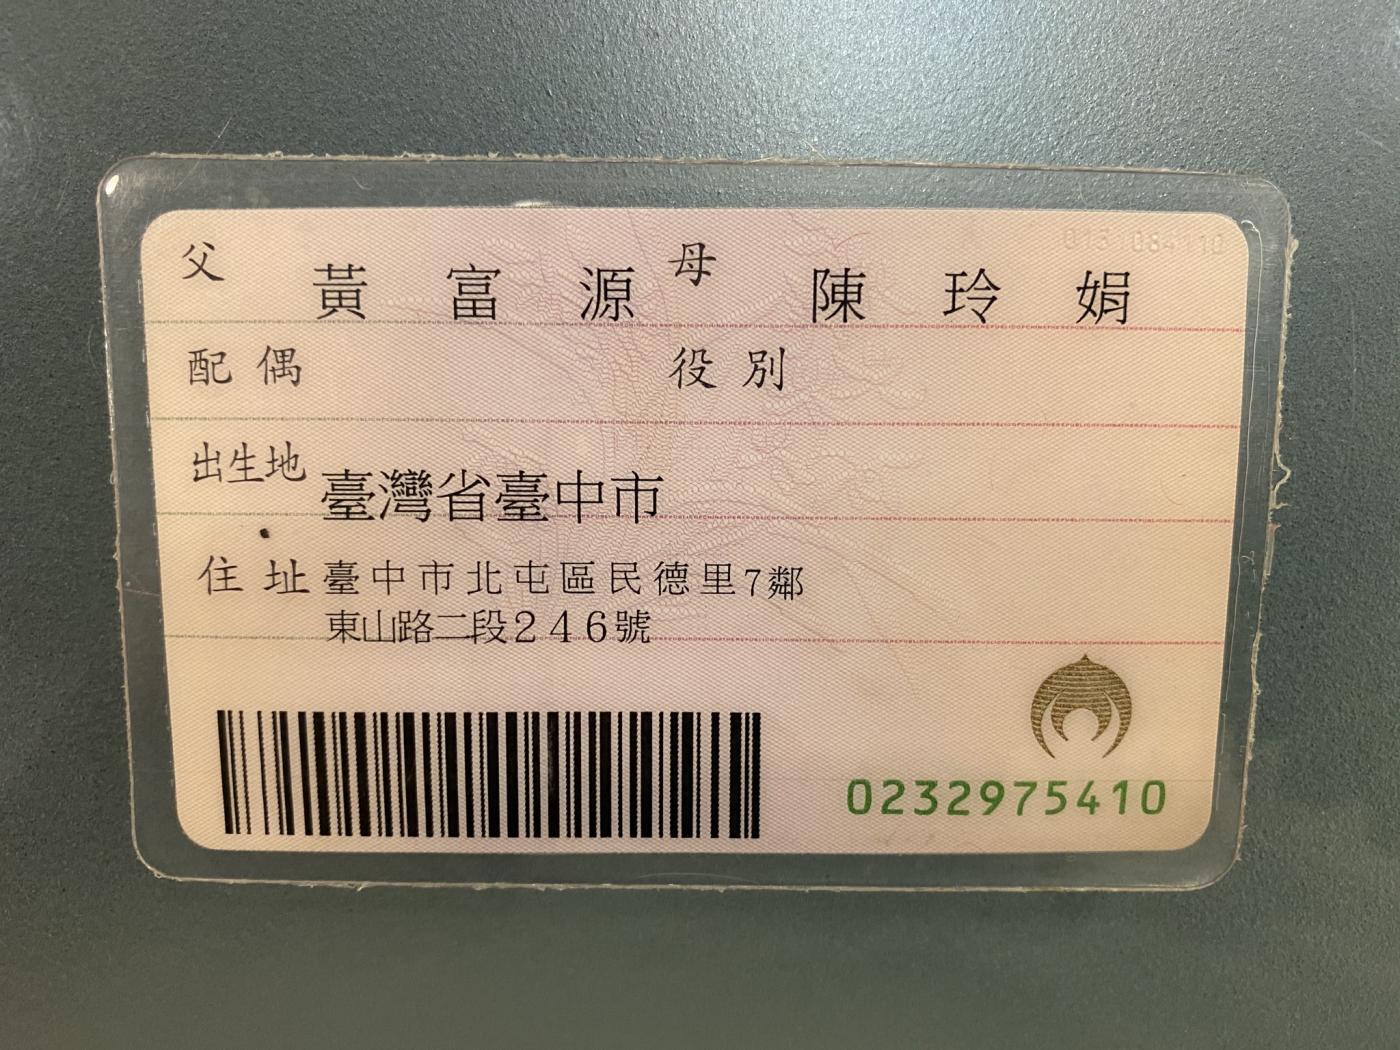 父 黃富源 母 陳玲娟
配偶 役別
出生地 臺灣省臺中市
住址 臺中市北屯區民德里7鄰
東山路二段246號
0232975410